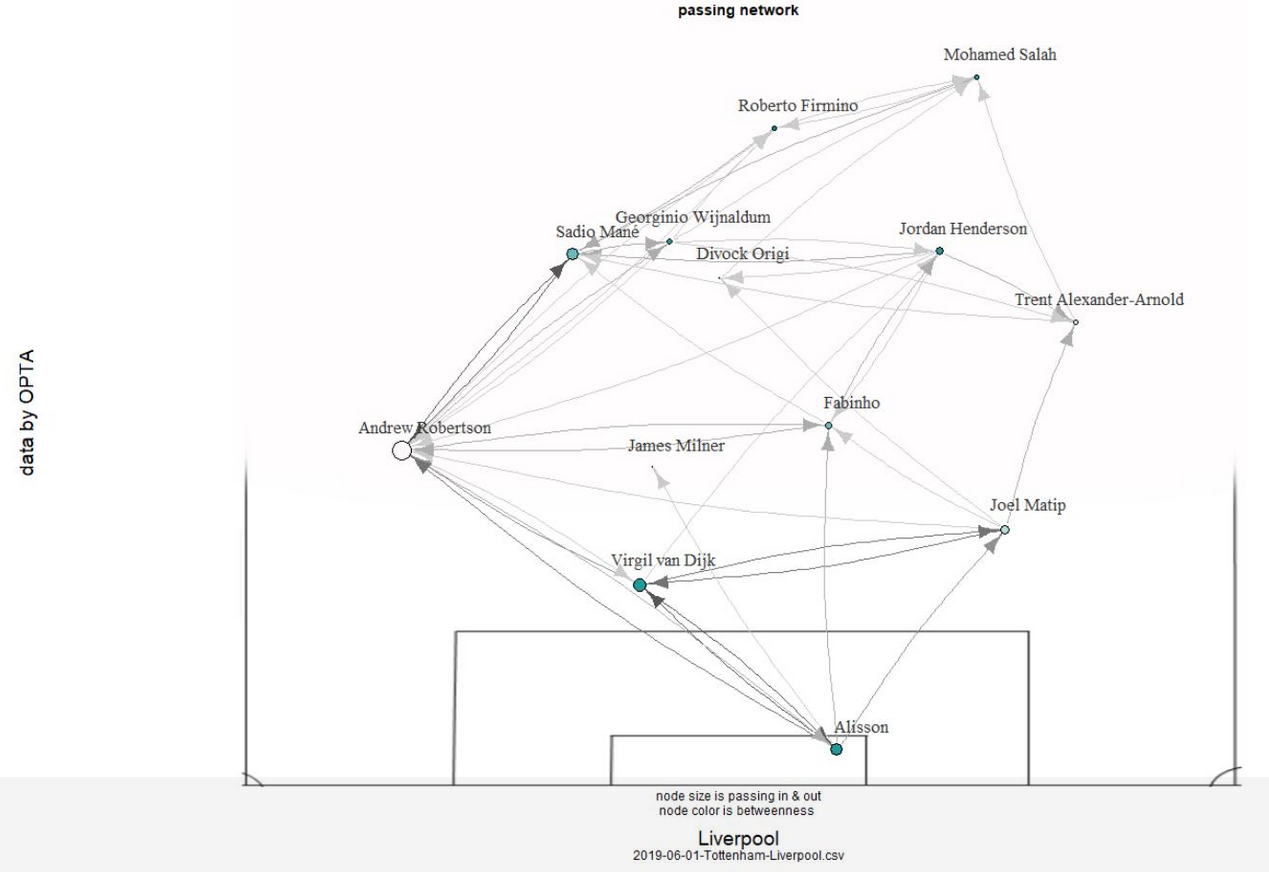 passing network
Mohamed Salah
Roberto Firmino
Georginio Wijnaldum
Sadio Mané
Jordan Henderson
Divock Origi
Trent Alexander-Arnold
data by OPTA
Fabinho
Andrew Robertson
James Milner
Joel Matip
Virgil van Dijk
Alisson
node size is passing in & out
node color is betweenness
Liverpool
2019-06-01-Tottenham-Liverpool.csv